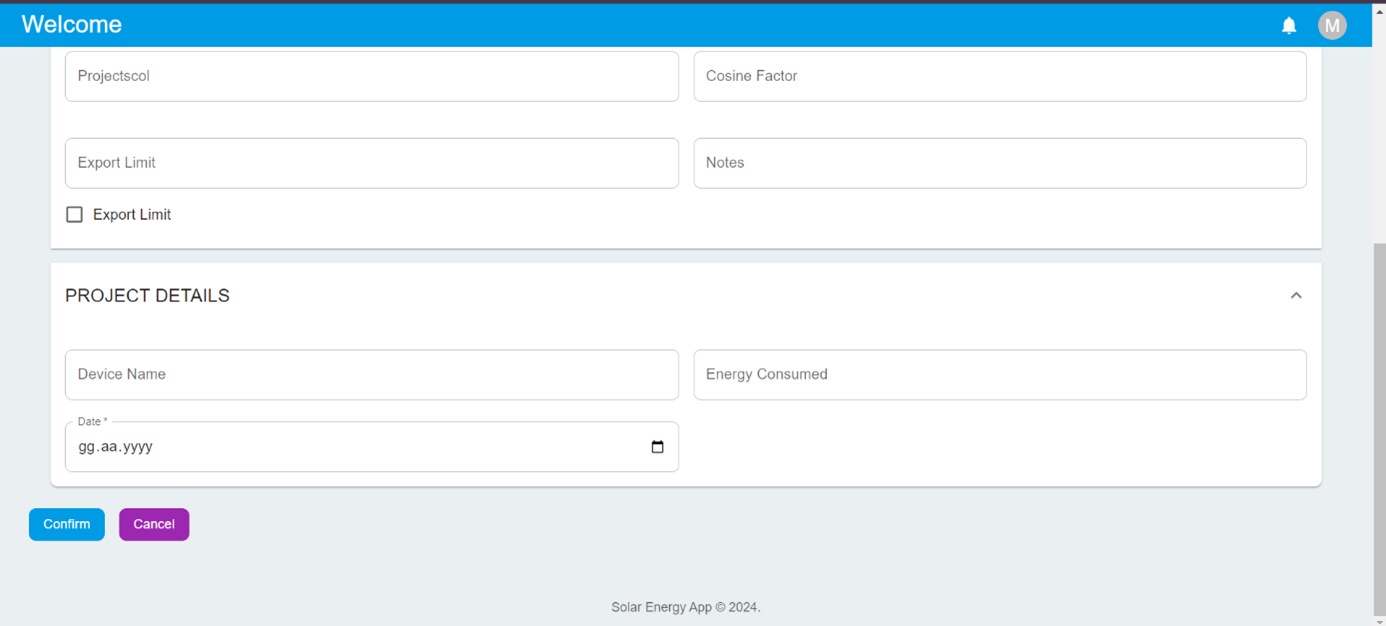 Welcome
M
Projectscol
Cosine Factor
Export Limit
Notes
Export Limit
PROJECT DETAILS
Device Name
Energy Consumed
Date *
gg.aa.yyyy
Confirm
Cancel
Solar Energy App © 2024.